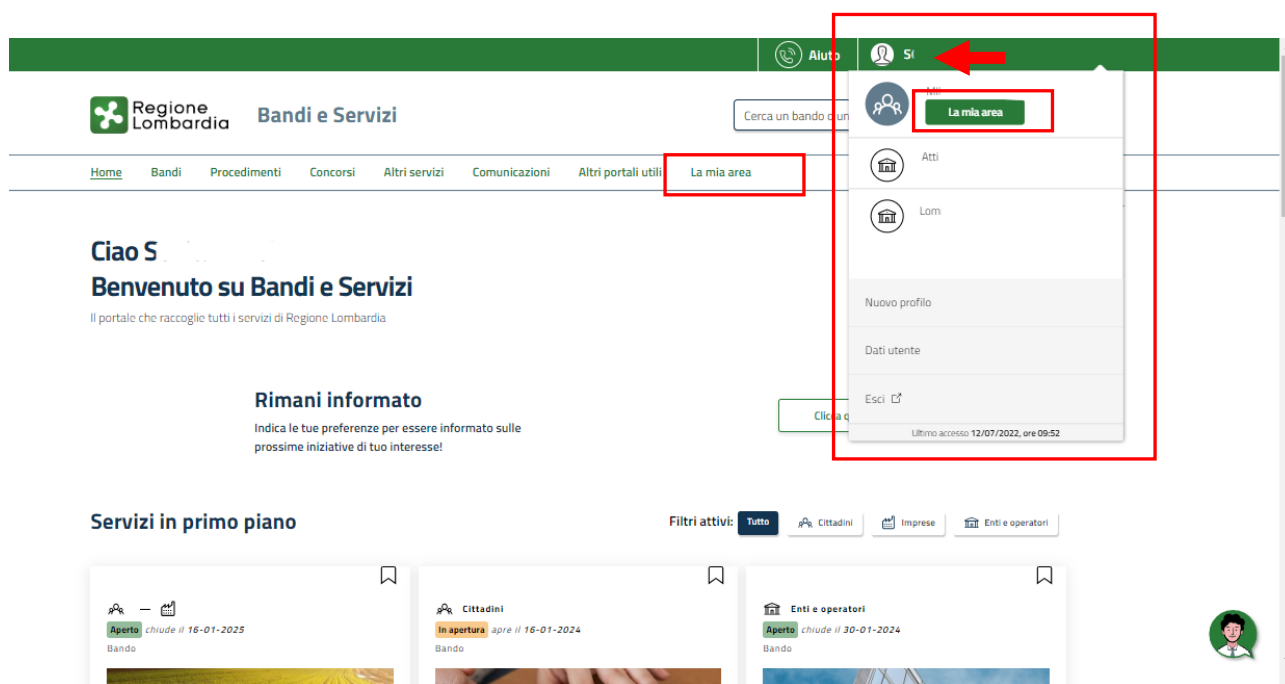 Aiuto
Regione
Lombardia
Bandi e Servizi
Cerca un bando o un
La mia area
Home Bandi Procedimenti Concorsi Altri servizi Comunicazioni Altri portali utili La mia area
Atti
Lom
Ciao S
Benvenuto su Bandi e Servizi
Il portale che raccoglie tutti i servizi di Regione Lombardia
Nuovo profilo
Dati utente
Esci
Ultimo accesso 12/07/2022, ore 09:52
Rimani informato
Indica le tue preferenze per essere informato sulle
prossime iniziative di tuo interesse!
Clicca q
Servizi in primo piano
Filtri attivi: Tutto Cittadini Imprese Enti e operatori
Aperto chiude il 16-01-2025
Bando
Cittadini
In apertura apre il 16-01-2024
Bando
Enti e operatori
Aperto chiude il 30-01-2024
Bando